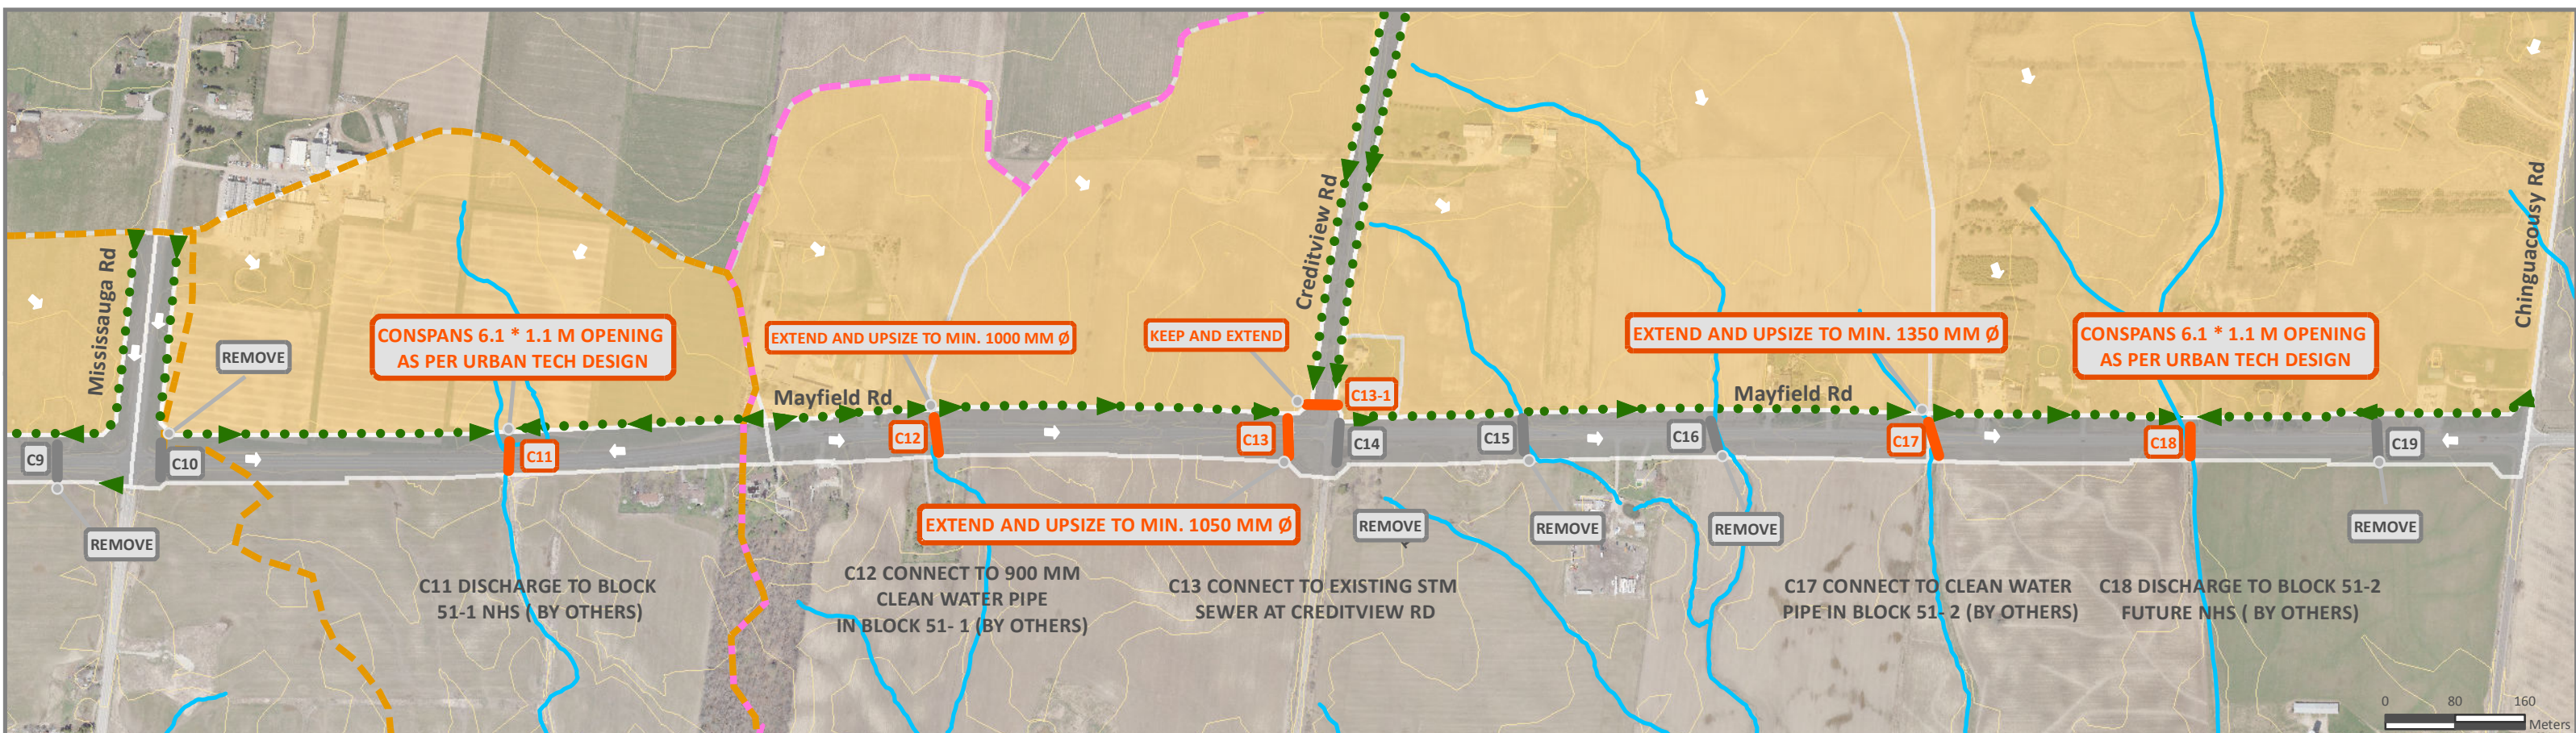 Mississauga Rd
Creditview Rd
Chinguacousy Rd
CONSPANS 6.1 * 1.1 M OPENING
AS PER URBAN TECH DESIGN
EXTEND AND UPSIZE TO MIN. 1000 MM Ø
KEEP AND EXTEND
EXTEND AND UPSIZE TO MIN. 1350 MM Ø
CONSPANS 6.1 * 1.1 M OPENING
AS PER URBAN TECH DESIGN
REMOVE
Mayfield Rd
Mayfield Rd
C13-1
C9
C10
C11
C12
C13
C14
C15
C16
C17
C18
C19
REMOVE
EXTEND AND UPSIZE TO MIN. 1050 MM Ø
REMOVE
REMOVE
REMOVE
REMOVE
C11 DISCHARGE TO BLOCK
51-1 NHS ( BY OTHERS)
C12 CONNECT TO 900 MM
CLEAN WATER PIPE
IN BLOCK 51- 1 (BY OTHERS)
C13 CONNECT TO EXISTING STM
SEWER AT CREDITVIEW RD
C17 CONNECT TO CLEAN WATER
PIPE IN BLOCK 51- 2 (BY OTHERS)
C18 DISCHARGE TO BLOCK 51-2
FUTURE NHS ( BY OTHERS)
0 80 160
Meters